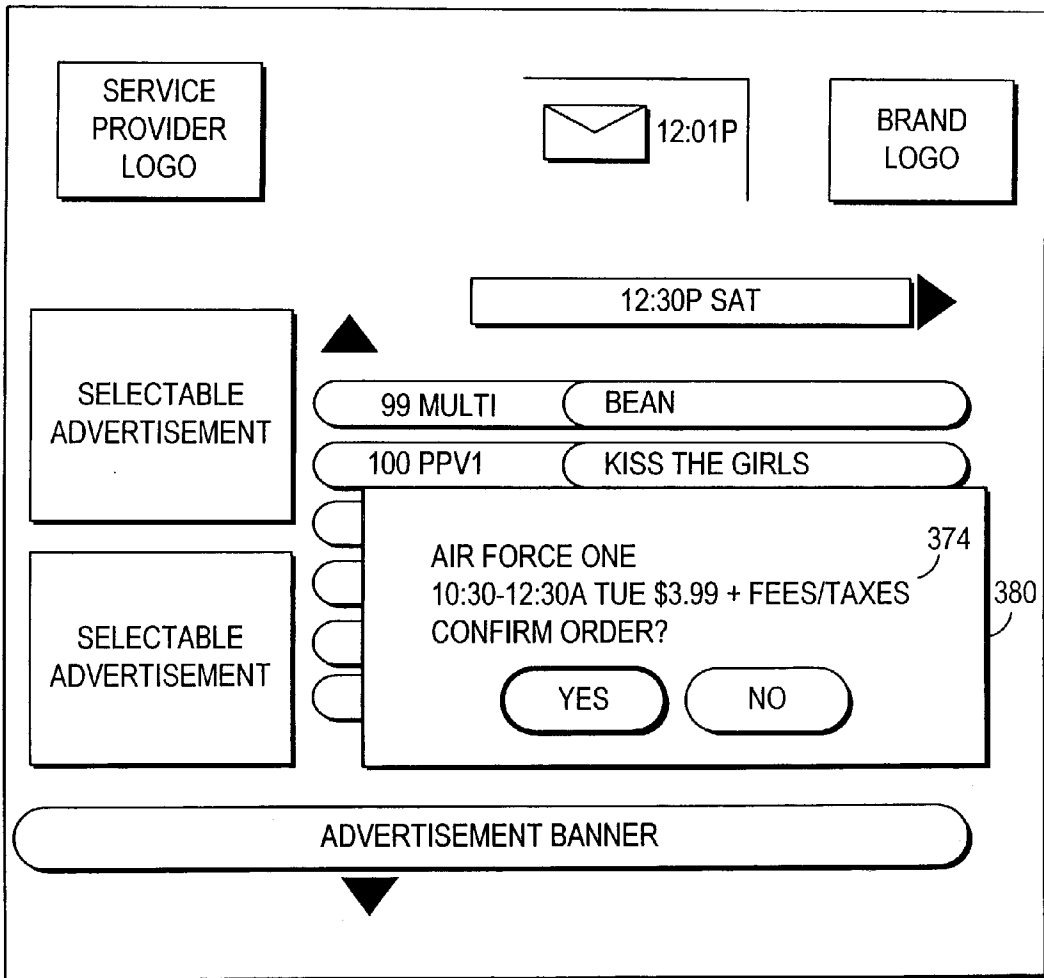 SERVICE
PROVIDER
LOGO
12:01P
BRAND
LOGO
12:30P SAT
SELECTABLE
ADVERTISEMENT
99 MULTI BEAN
100 PPV1 KISS THE GIRLS
AIR FORCE ONE
374
10:30-12:30A TUE $3.99 + FEES/TAXES
380
CONFIRM ORDER?
YES NO
SELECTABLE
ADVERTISEMENT
ADVERTISEMENT BANNER